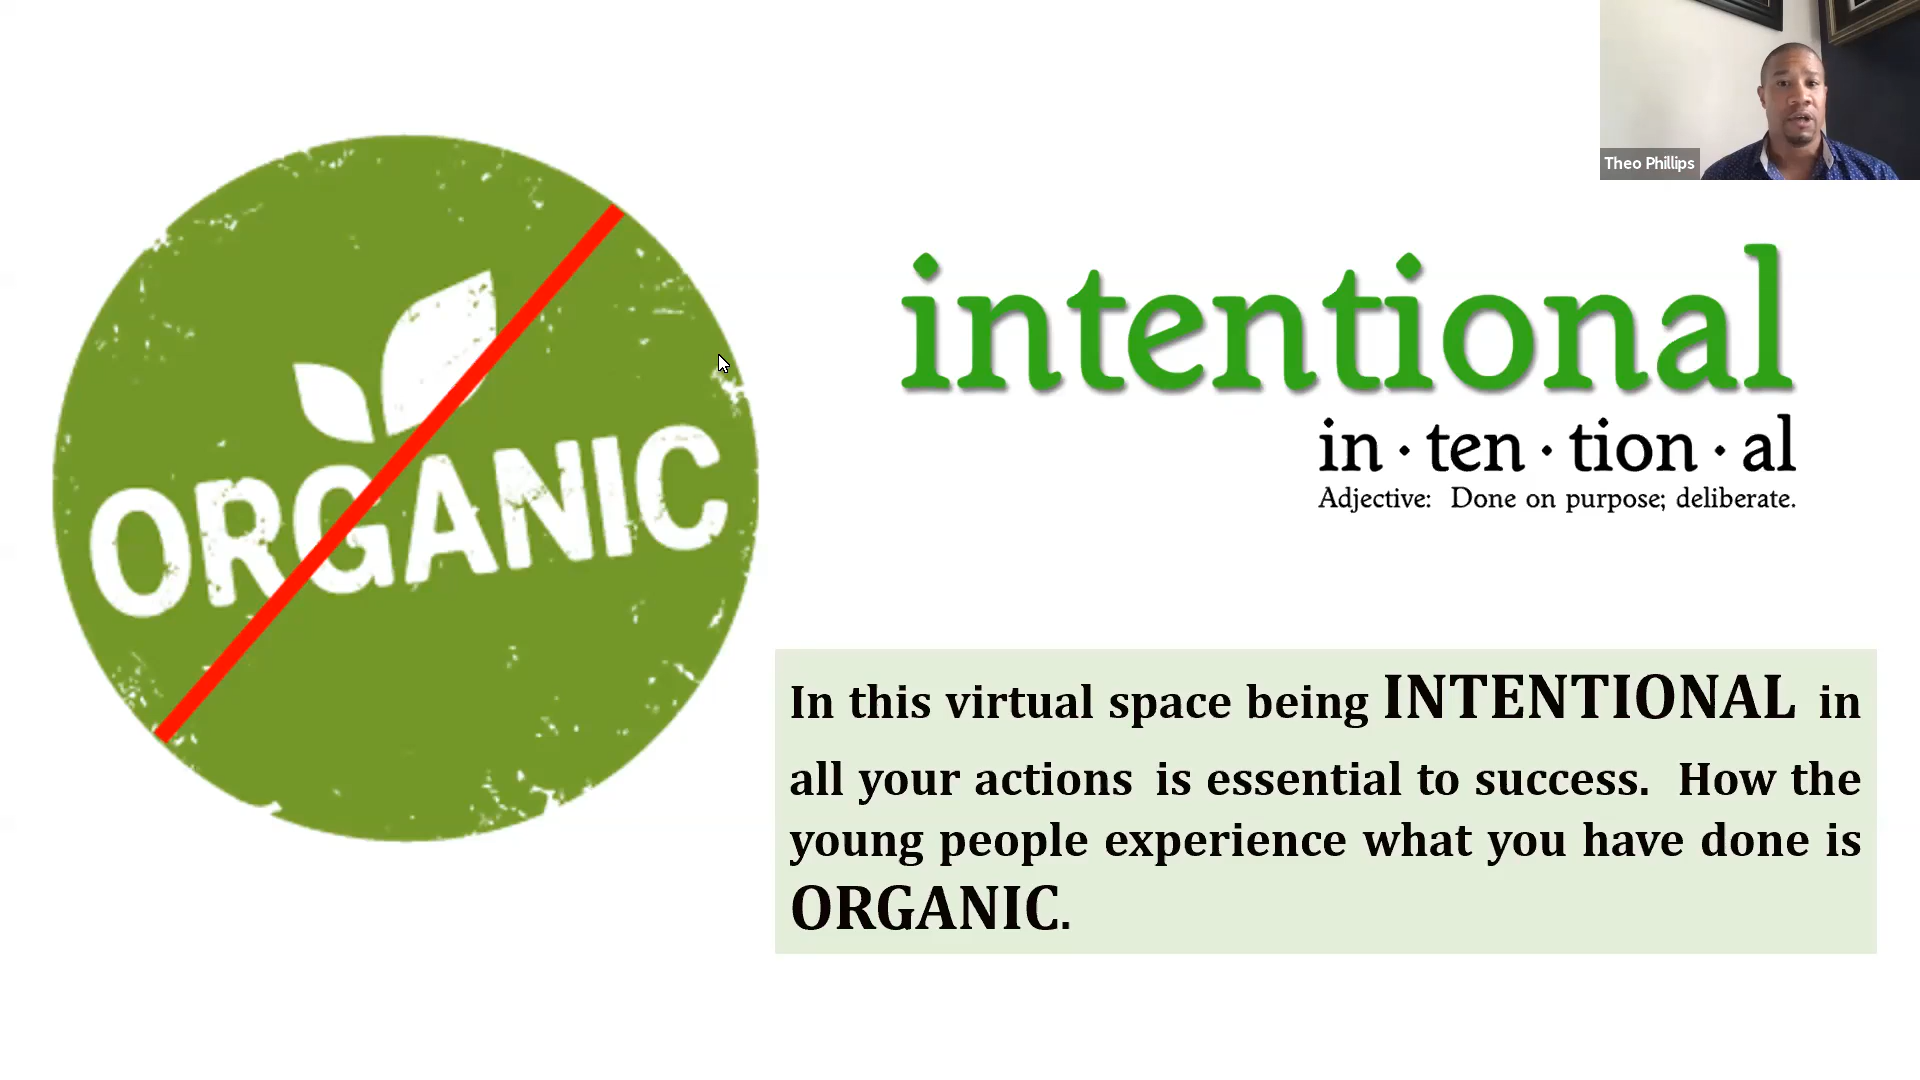 Theo Phillips
ORGANIC
intentional
in · ten · tion · al
Adjective: Done on purpose; deliberate.
In this virtual space being INTENTIONAL in
all your actions is essential to success. How the
young people experience what you have done is
ORGANIC.